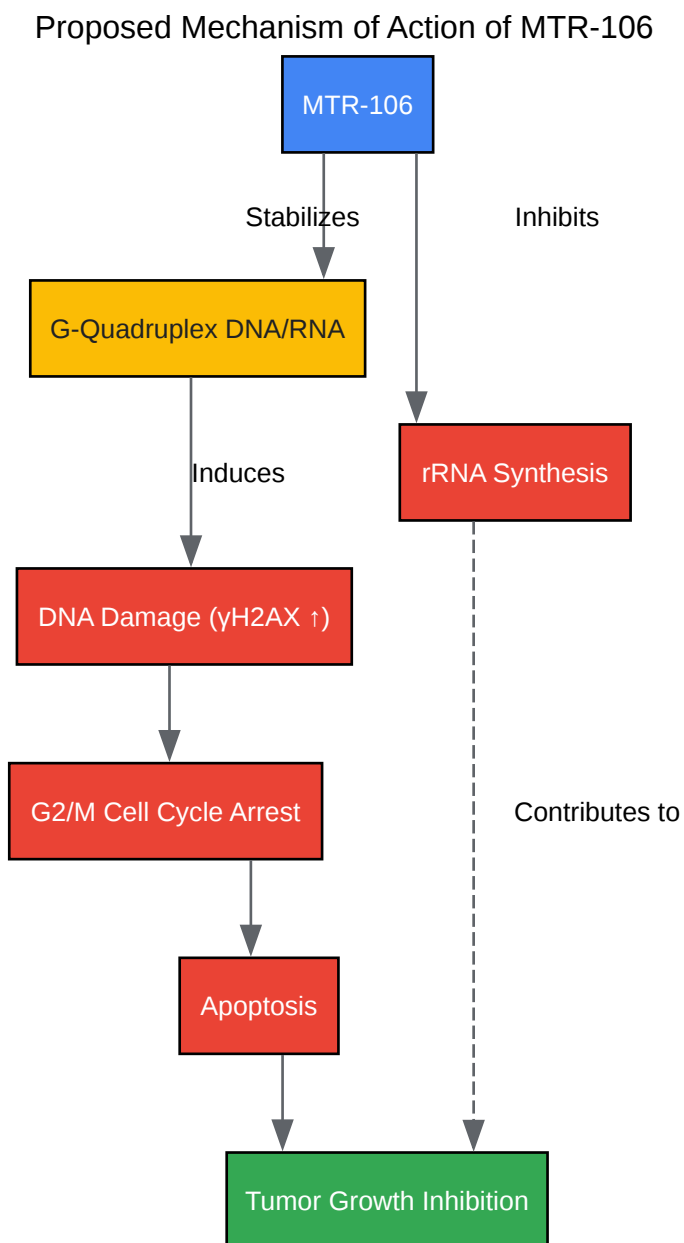 Proposed Mechanism of Action of MTR-106
MTR-106
Stabilizes
Inhibits
G-Quadruplex DNA/RNA
Induces
rRNA Synthesis
DNA Damage (γH2AX ↑)
G2/M Cell Cycle Arrest
Contributes to
Apoptosis
Tumor Growth Inhibition